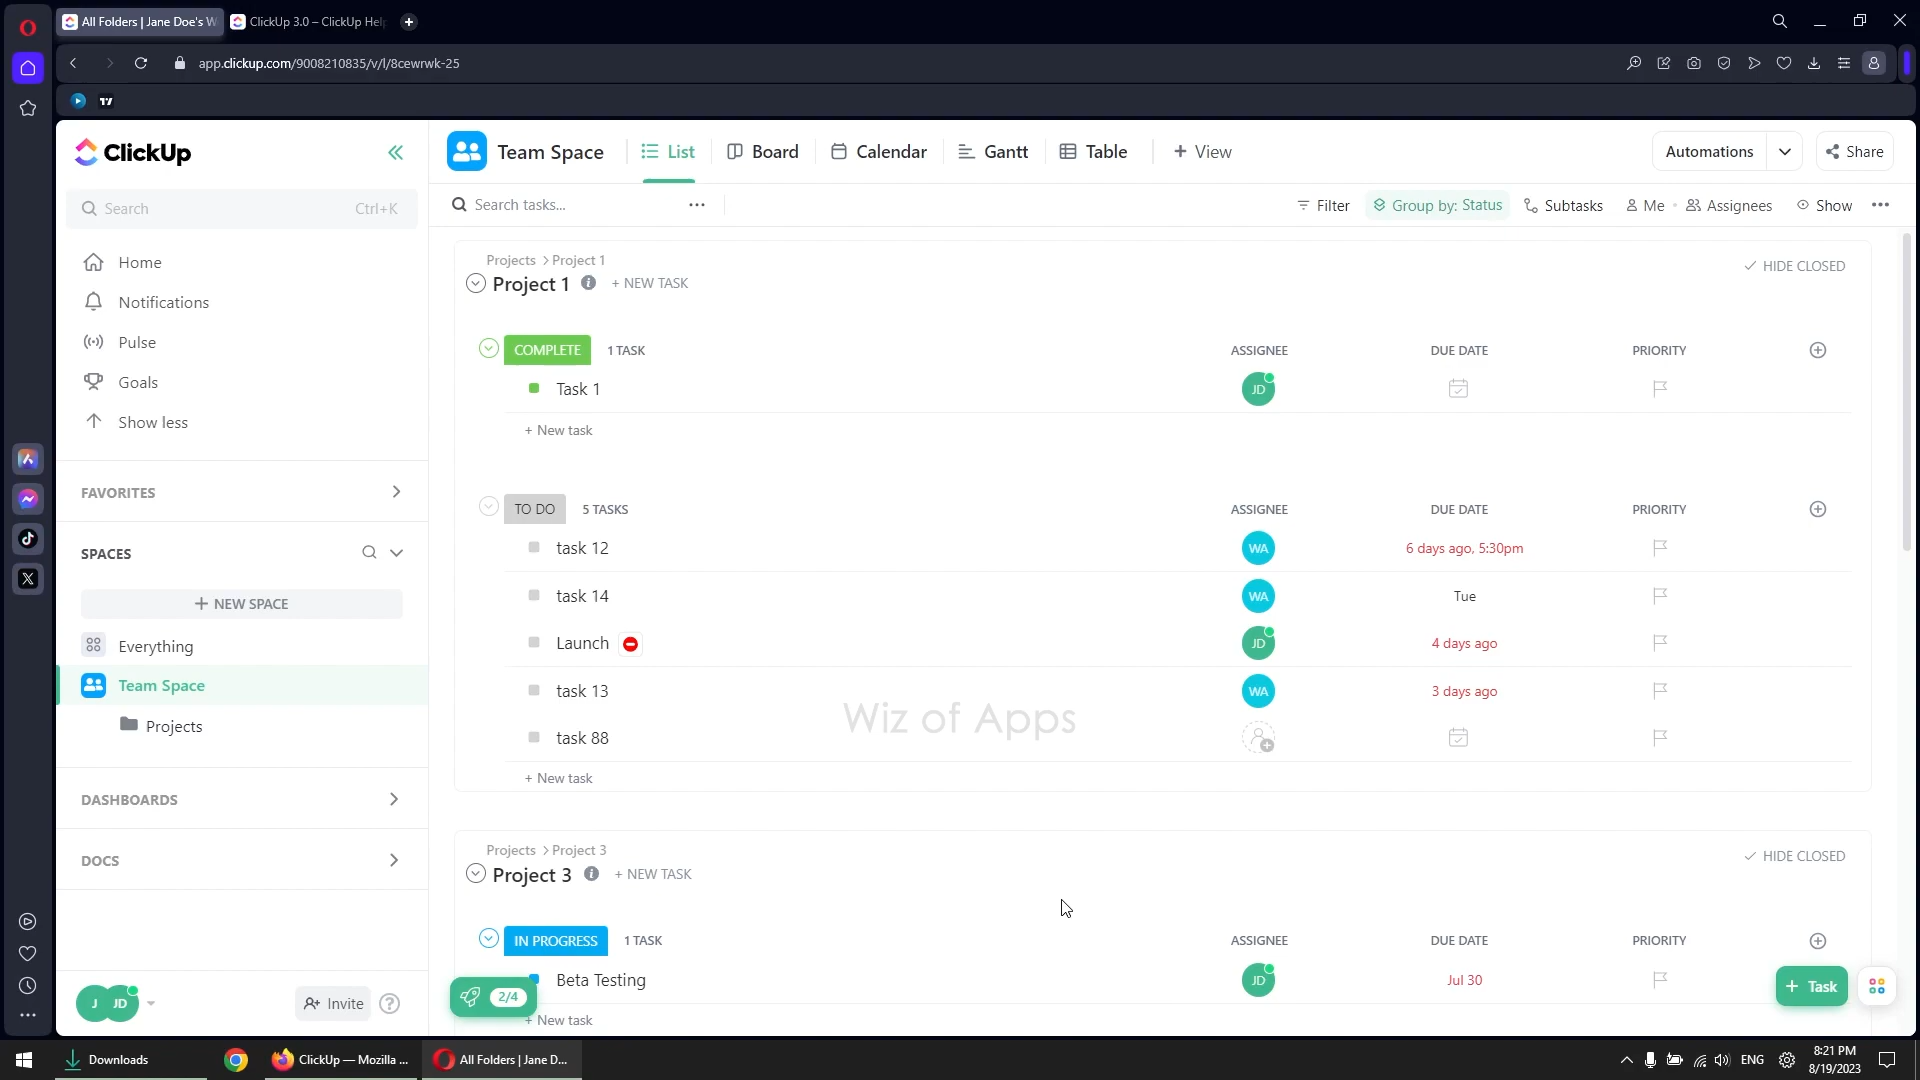 All Folders | Jane Doe's W
ClickUp 3.0 – ClickUp Help
app.clickup.com/9008210835/v/l/8cewrwk-25
ClickUp
Search
Ctrl+K
Home
Notifications
Pulse
Goals
Show less
FAVORITES
SPACES
+ NEW SPACE
Everything
Team Space
Projects
DASHBOARDS
DOCS
J JD
Invite
Team Space
List
Board
Calendar
Gantt
Table
+ View
Automations
Share
Search tasks...
Filter
Group by: Status
Subtasks
Me
Assignees
Show
Projects > Project 1
Project 1
+ NEW TASK
HIDE CLOSED
COMPLETE 1 TASK ASSIGNEE DUE DATE PRIORITY
Task 1 JD
+ New task
TO DO 5 TASKS ASSIGNEE DUE DATE PRIORITY
task 12 WA 6 days ago, 5:30pm
task 14 WA Tue
Launch JD 4 days ago
task 13 WA 3 days ago
Wiz of Apps
task 88
+ New task
Projects > Project 3
Project 3
+ NEW TASK
HIDE CLOSED
IN PROGRESS 1 TASK ASSIGNEE DUE DATE PRIORITY
Beta Testing JD Jul 30
2/4
+ New task
+ Task
Downloads
ClickUp — Mozilla ...
All Folders | Jane D...
ENG
8:21 PM
8/19/2023